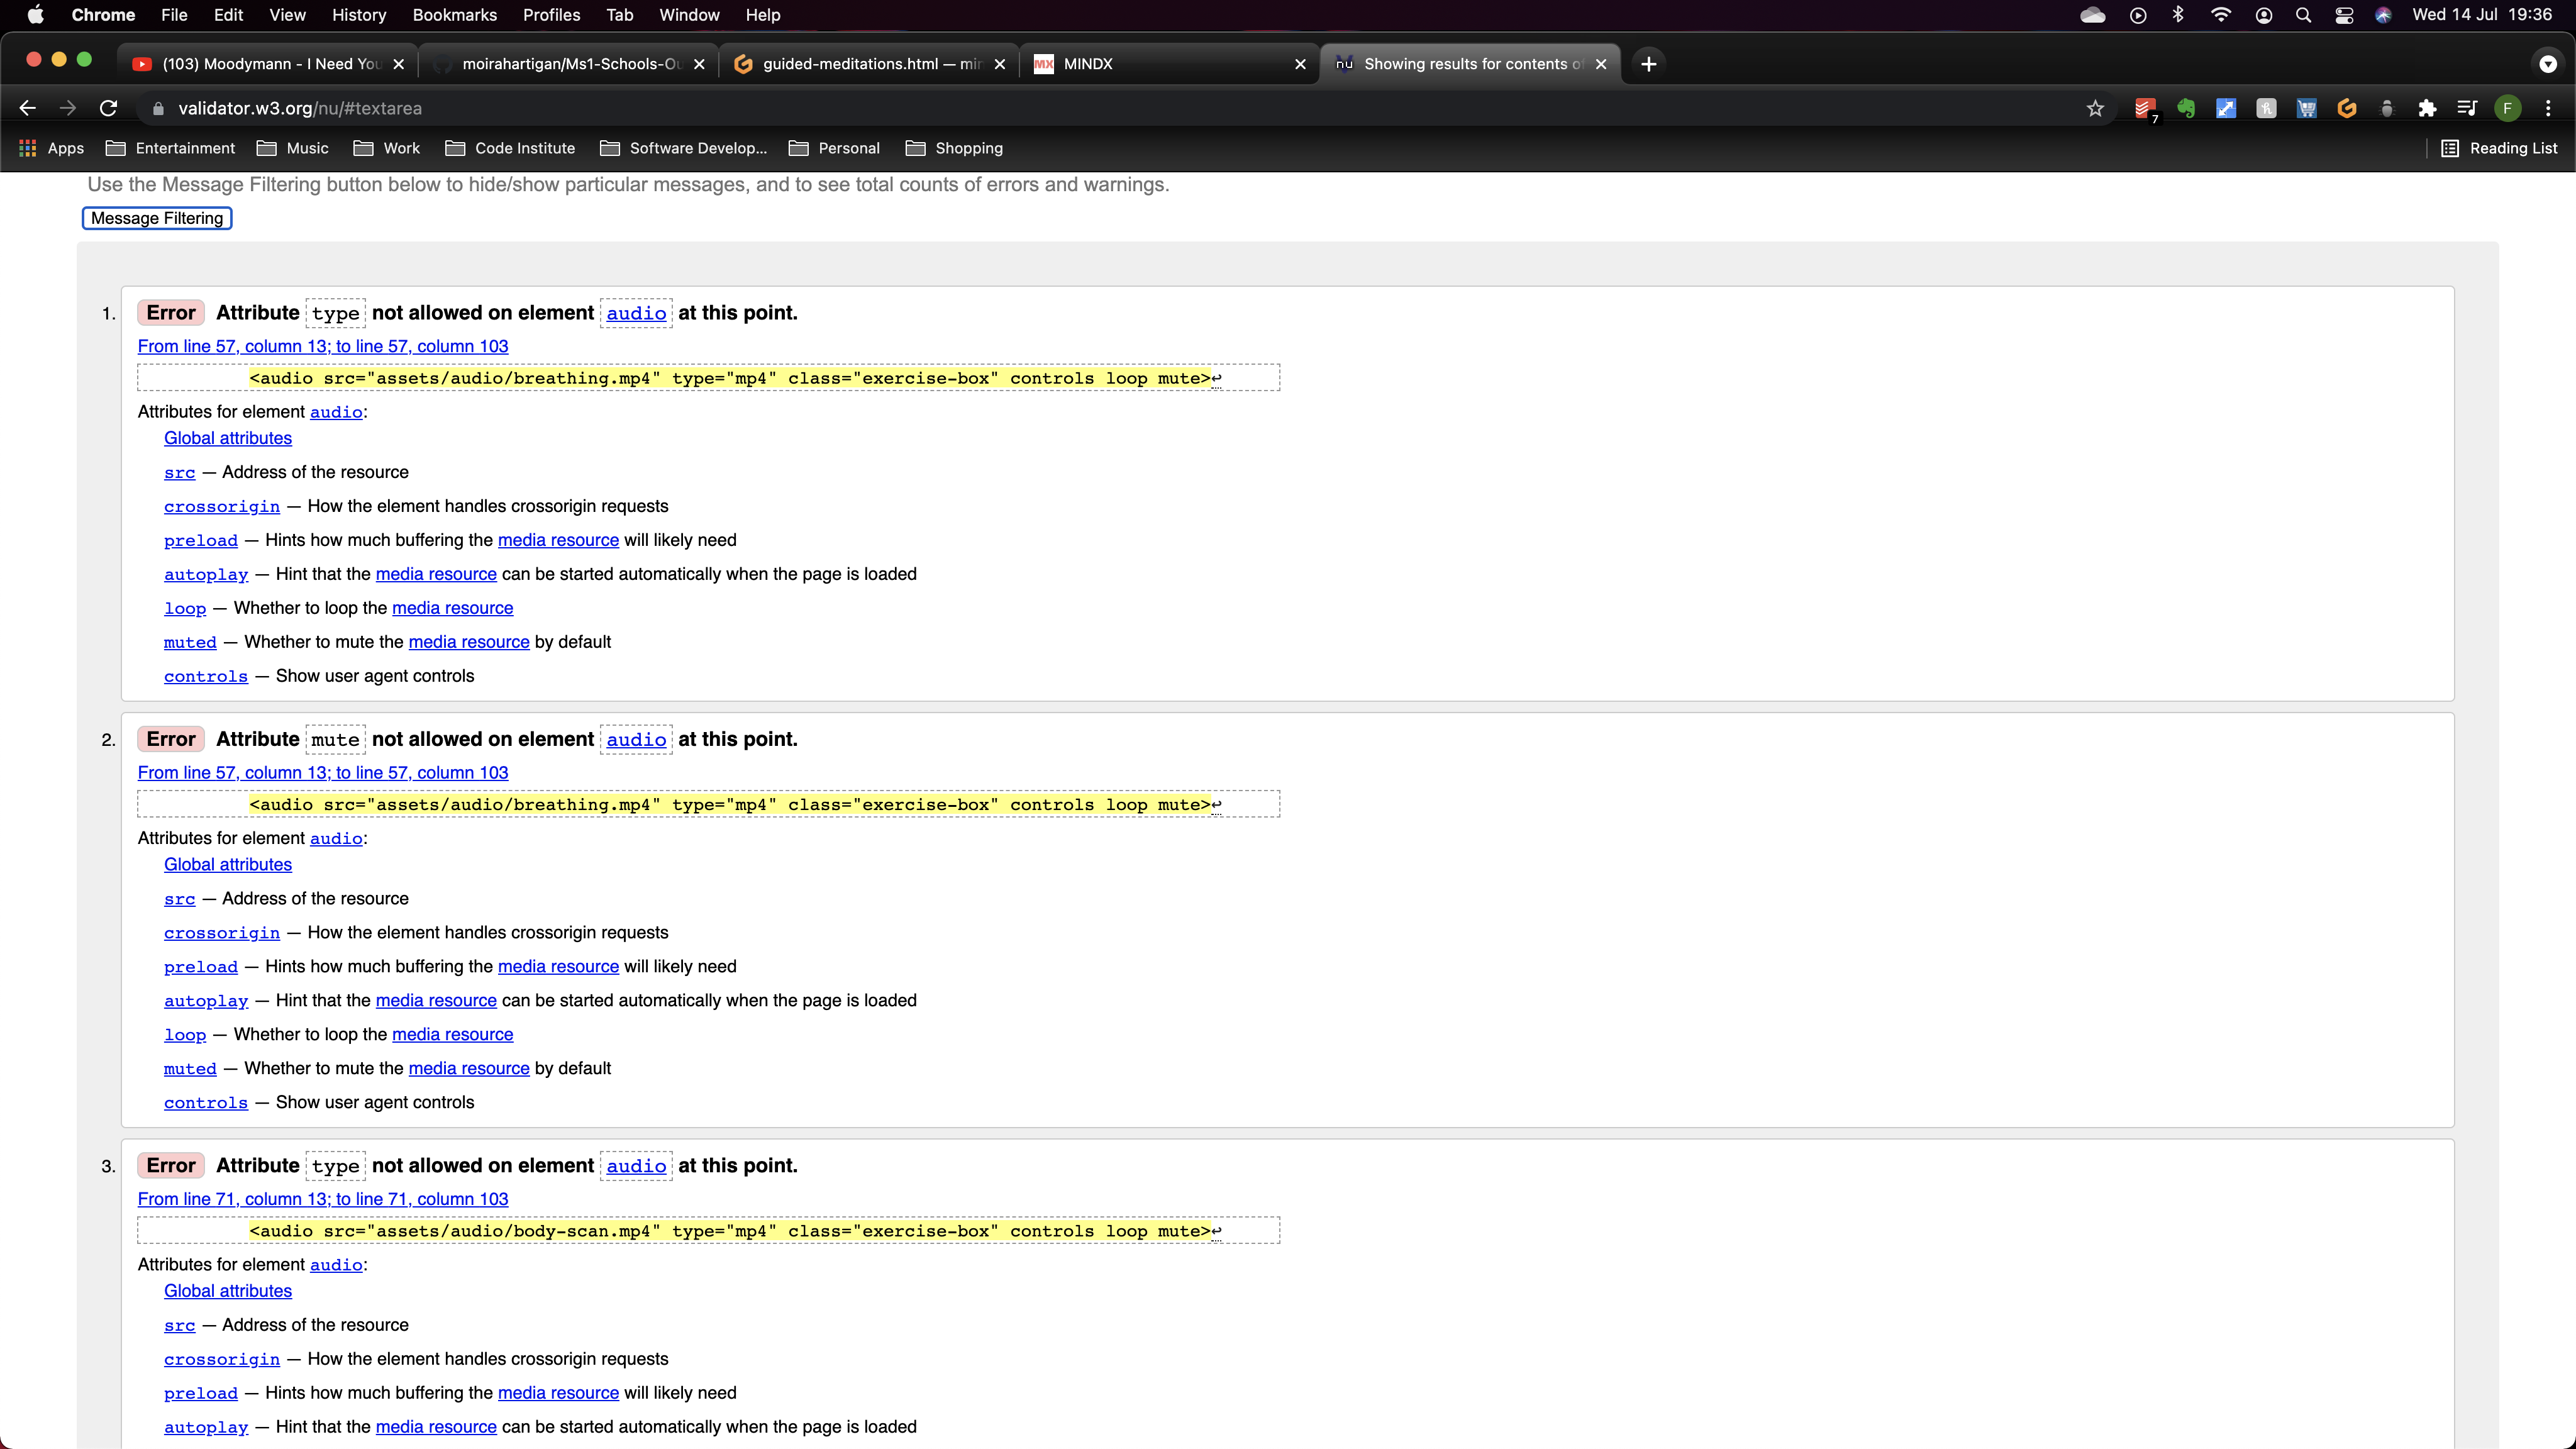 Chrome File Edit View History Bookmarks Profiles Tab Window Help Wed 14 Jul 19:36
(103) Moodymann - I Need You moirahartigan/Ms1-Schools-Ou guided-meditations.html — min MX MINDX nu Showing results for contents of
validator.w3.org/nu/#textarea 7 F
Apps Entertainment Music Work Code Institute Software Develop... Personal Shopping Reading List
Use the Message Filtering button below to hide/show particular messages, and to see total counts of errors and warnings.
Message Filtering
1. Error Attribute type not allowed on element audio at this point.
From line 57, column 13; to line 57, column 103
<audio src="assets/audio/breathing.mp4" type="mp4" class="exercise-box" controls loop mute>↩
Attributes for element audio:
Global attributes
src — Address of the resource
crossorigin — How the element handles crossorigin requests
preload — Hints how much buffering the media resource will likely need
autoplay — Hint that the media resource can be started automatically when the page is loaded
loop — Whether to loop the media resource
muted — Whether to mute the media resource by default
controls — Show user agent controls
2. Error Attribute mute not allowed on element audio at this point.
From line 57, column 13; to line 57, column 103
<audio src="assets/audio/breathing.mp4" type="mp4" class="exercise-box" controls loop mute>↩
Attributes for element audio:
Global attributes
src — Address of the resource
crossorigin — How the element handles crossorigin requests
preload — Hints how much buffering the media resource will likely need
autoplay — Hint that the media resource can be started automatically when the page is loaded
loop — Whether to loop the media resource
muted — Whether to mute the media resource by default
controls — Show user agent controls
3. Error Attribute type not allowed on element audio at this point.
From line 71, column 13; to line 71, column 103
<audio src="assets/audio/body-scan.mp4" type="mp4" class="exercise-box" controls loop mute>↩
Attributes for element audio:
Global attributes
src — Address of the resource
crossorigin — How the element handles crossorigin requests
preload — Hints how much buffering the media resource will likely need
autoplay — Hint that the media resource can be started automatically when the page is loaded